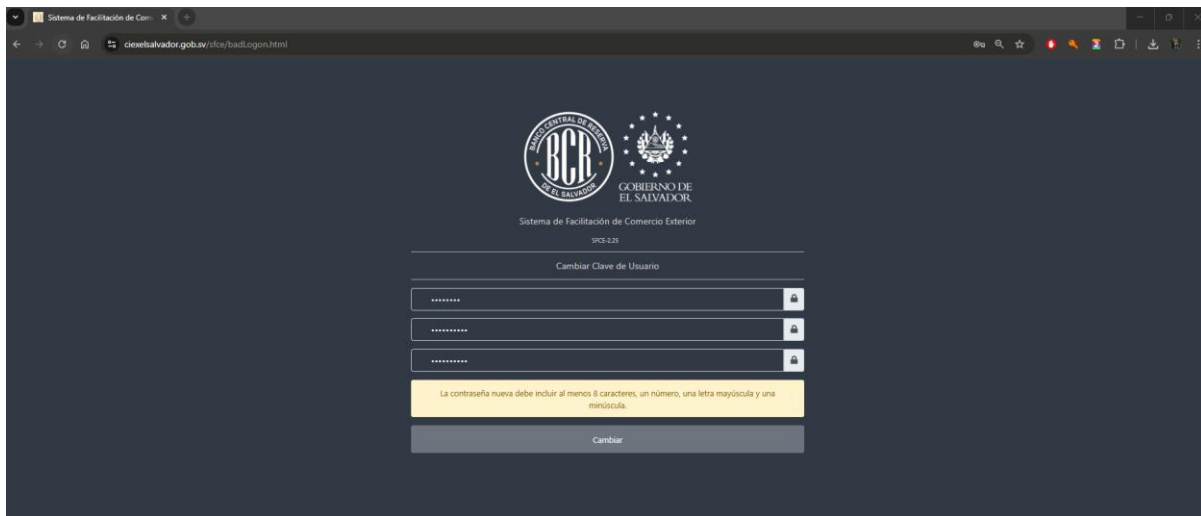 Sistema de Facilitación de Com
ciexelsalvador.gob.sv/sfce/badLogon.html
BANCO CENTRAL DE RESERVA
BCR
DE EL SALVADOR
GOBIERNO DE
EL SALVADOR
Sistema de Facilitación de Comercio Exterior
SFCE-2.25
Cambiar Clave de Usuario
La contraseña nueva debe incluir al menos 8 caracteres, un número, una letra mayúscula y una
minúscula.
Cambiar